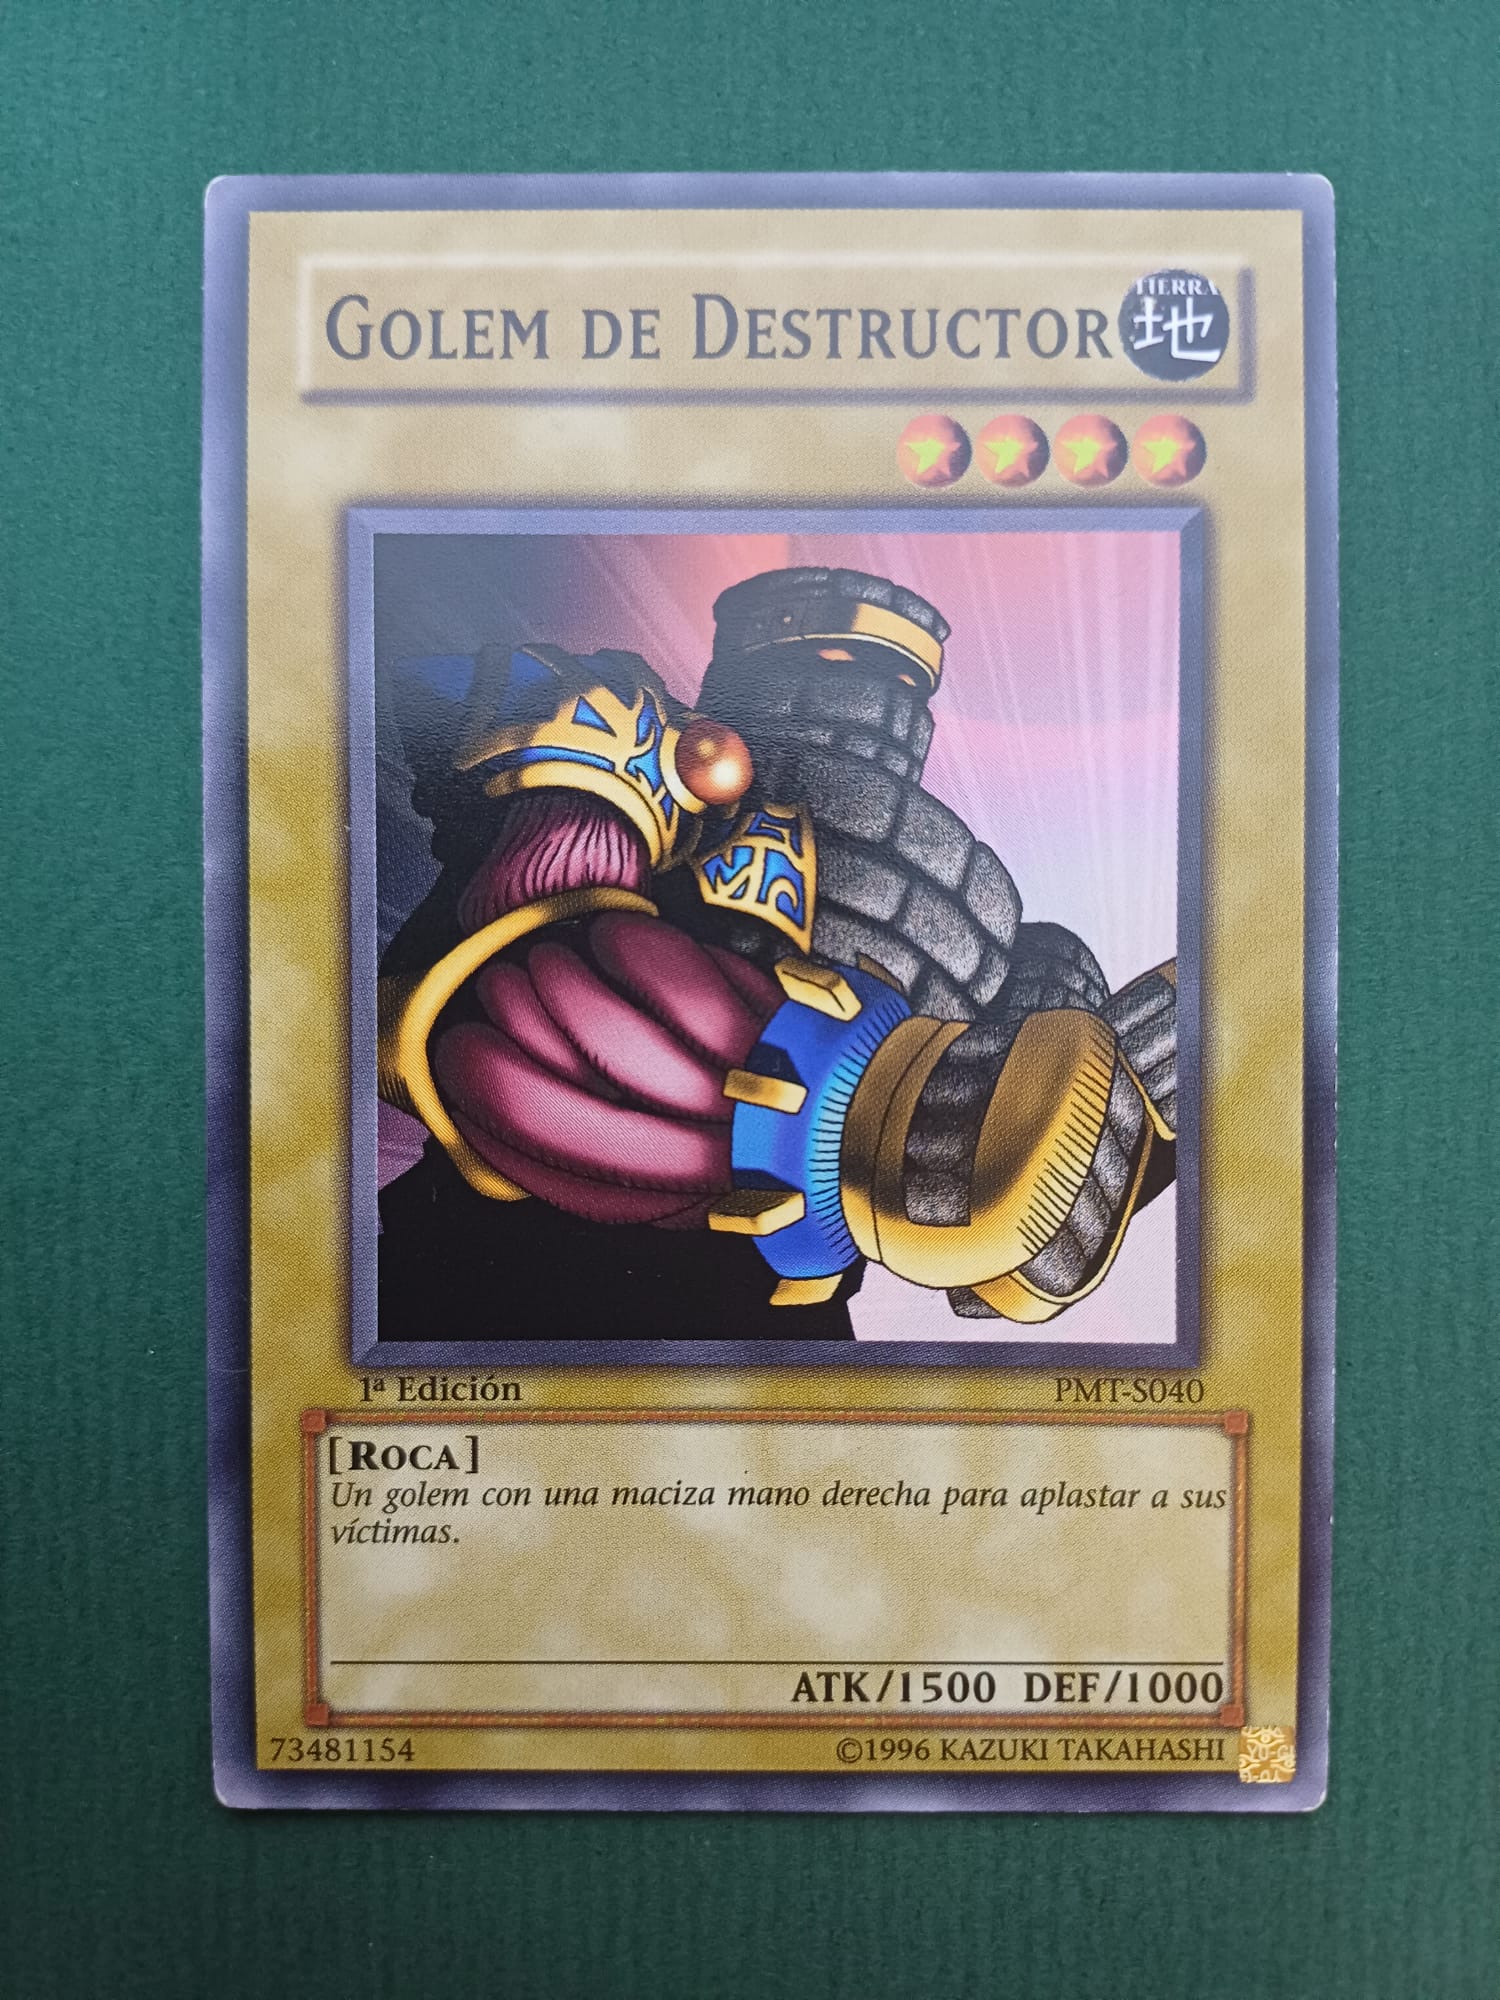 GOLEM DE DESTRUCTOR
TIERRA
地
1ª Edición
PMT-S040
[ROCA]
Un golem con una maciza mano derecha para aplastar a sus
víctimas.
ATK/1500 DEF/1000
73481154
©1996 KAZUKI TAKAHASHI